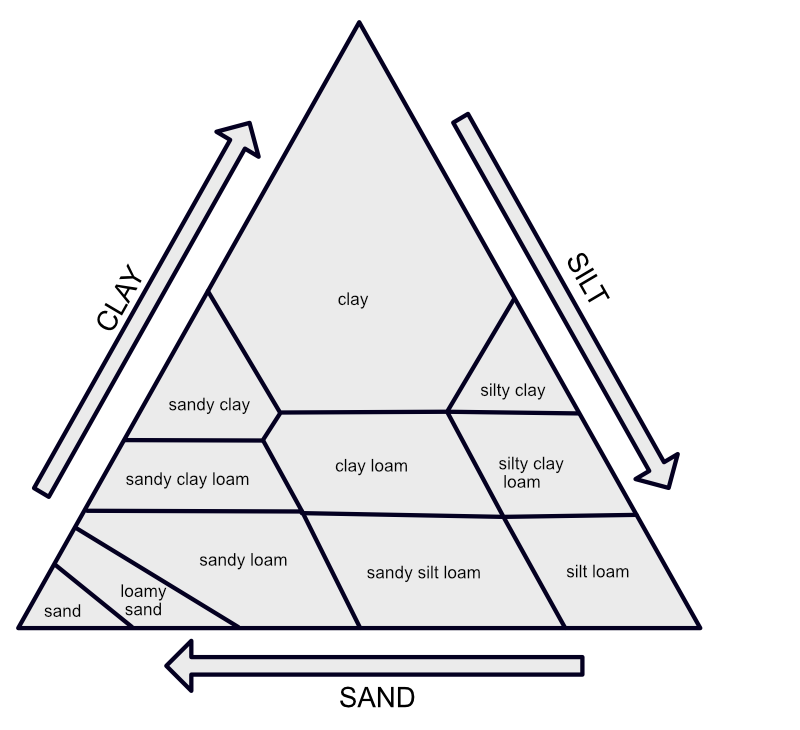 CLAY
SILT
clay
sandy clay
silty clay
sandy clay loam
clay loam
silty clay
loam
sandy loam
sandy silt loam
silt loam
loamy
sand
sand
SAND